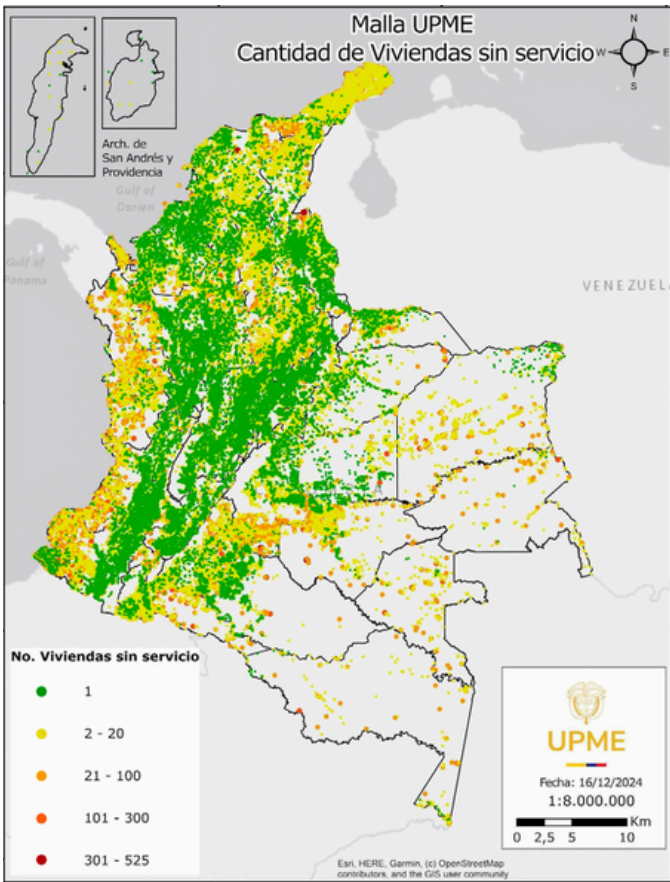 Malla UPME
Cantidad de Viviendas sin servicio
N
W
E
S
Arch. de
San Andrés y
Providencia
Gulf of
Darien
Gulf of
Panama
VENEZUELA
No. Viviendas sin servicio
1
2 - 20
21 - 100
101 - 300
301 - 525
UPME
Fecha: 16/12/2024
1:8.000.000
Km
0 2,5 5 10
Esri, HERE, Garmin, (c) OpenStreetMap
contributors, and the GIS user community